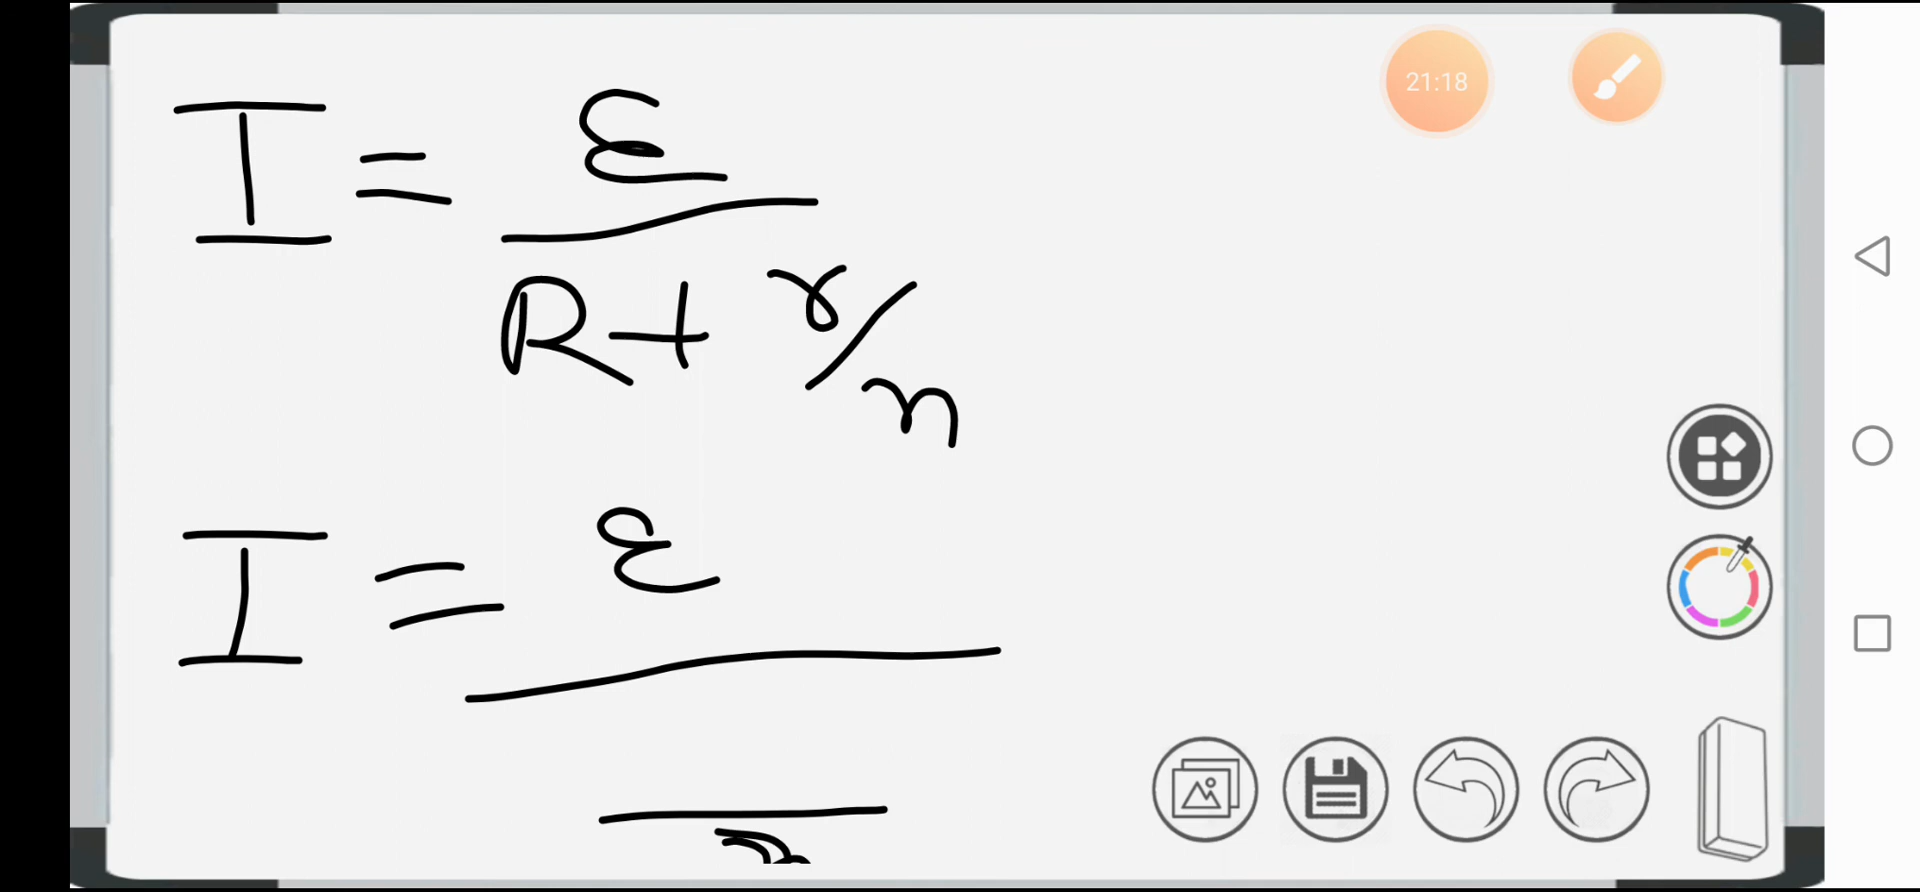 21:18
I = ε
R + r/n
I = ε